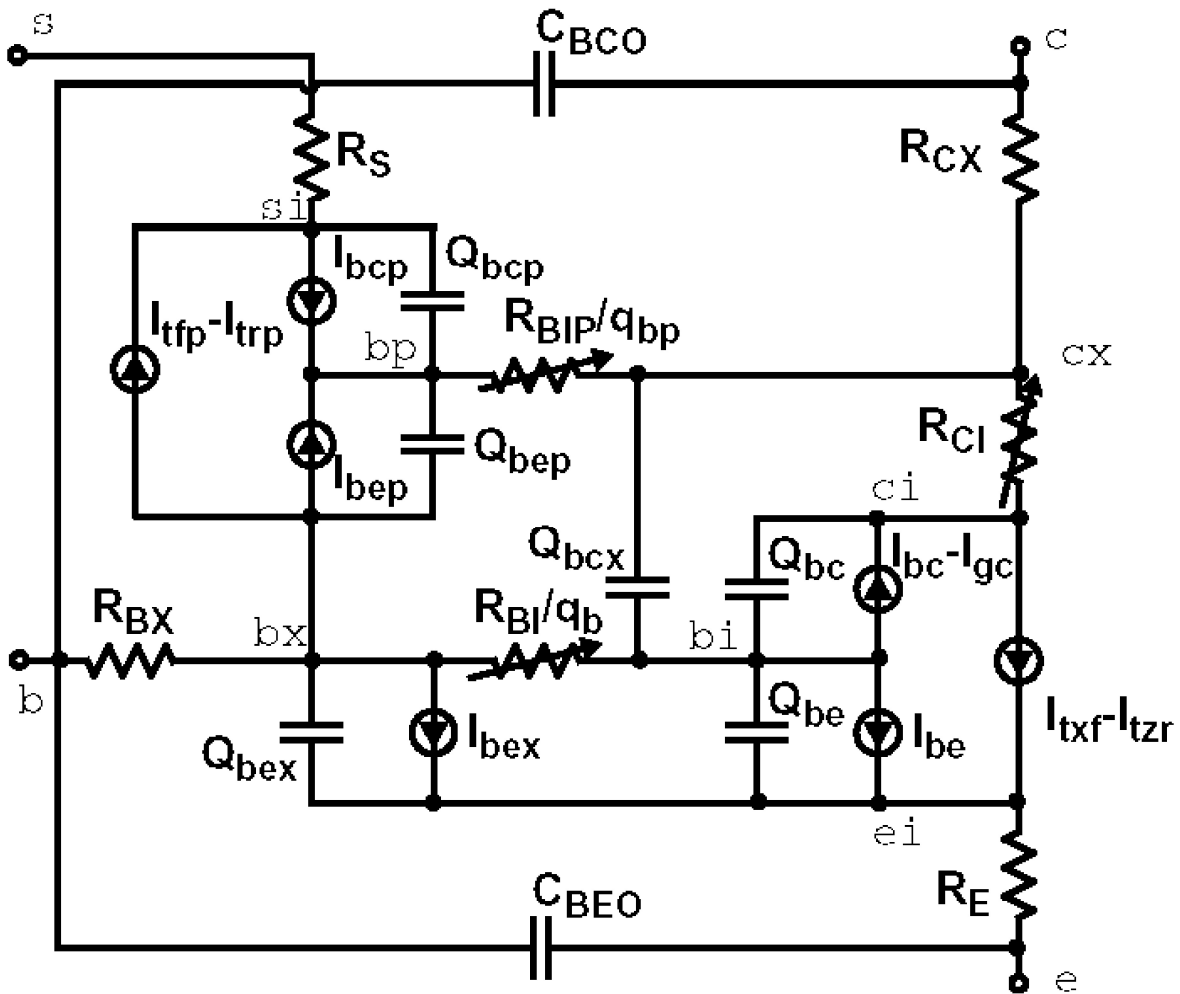 s
C_BCO
c
R_S
R_CX
si
I_bcp
Q_bcp
I_tfp-I_trp
R_BIP/q_bp
bp
cx
R_CI
Q_bep
I_bep
ci
Q_bcx
Q_bc
I_bc-I_gc
R_BX
bx
R_BI/q_b
bi
b
Q_be
I_txf-I_tzr
Q_bex
I_bex
I_be
ei
C_BEO
R_E
e